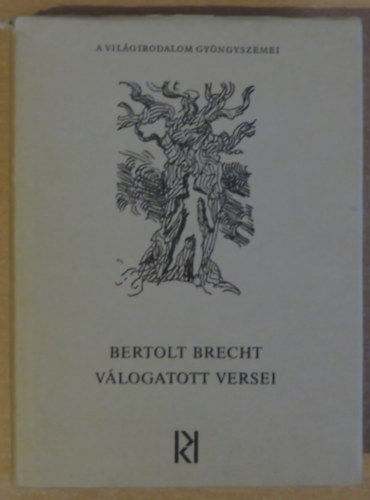 A VILÁGIRODALOM GYÖNGYSZEMEI
BERTOLT BRECHT
VÁLOGATOTT VERSEI